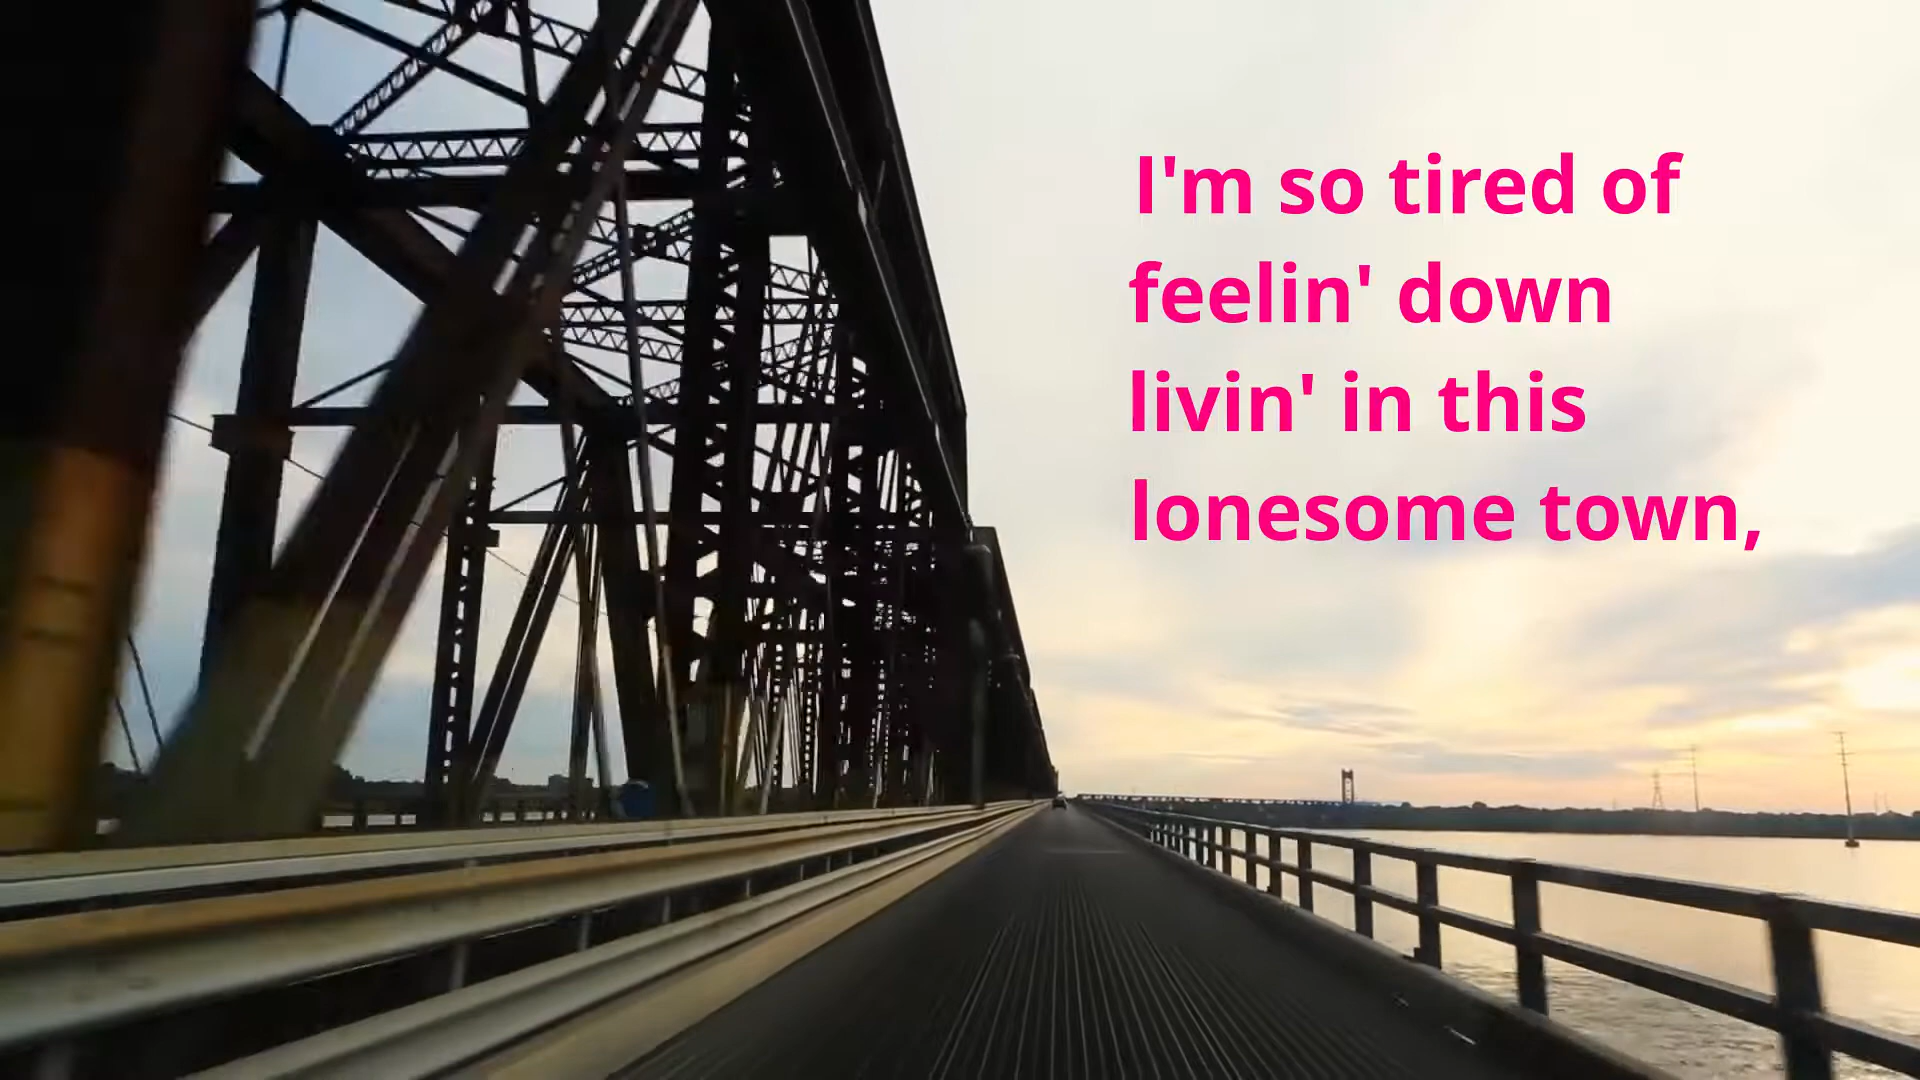 I'm so tired of
feelin' down
livin' in this
lonesome town,